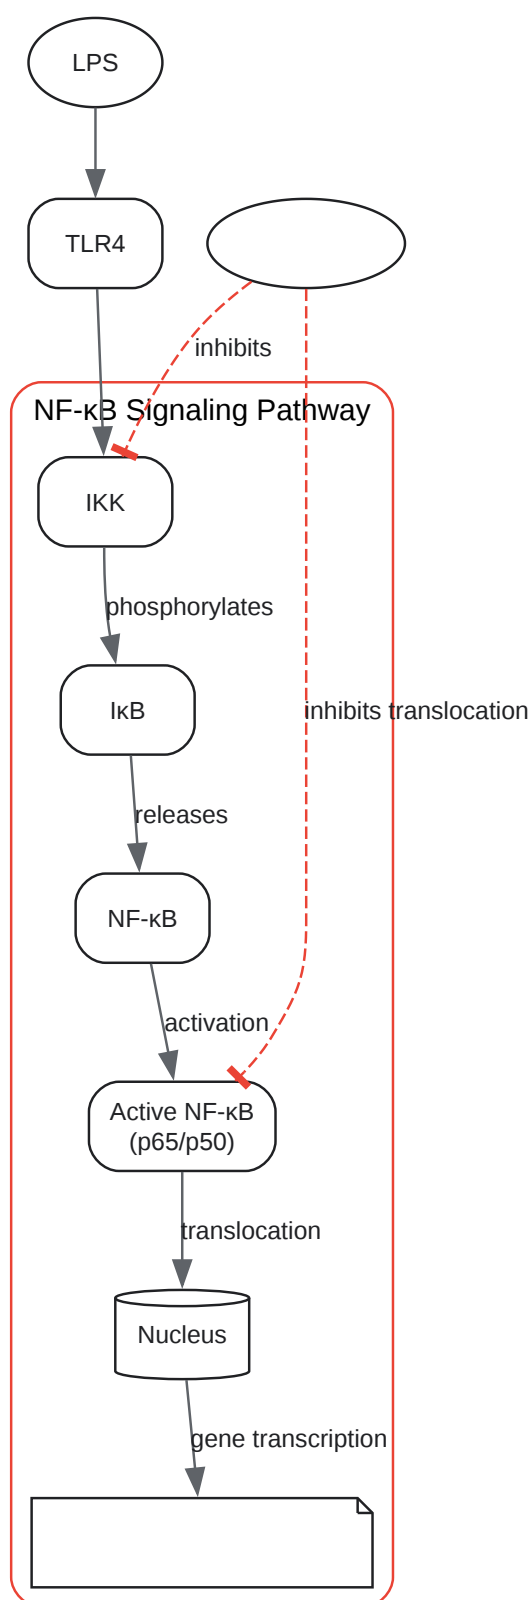 LPS
TLR4
inhibits
NF-κB Signaling Pathway
IKK
phosphorylates
IκB
inhibits translocation
releases
NF-κB
activation
Active NF-κB
(p65/p50)
translocation
Nucleus
gene transcription